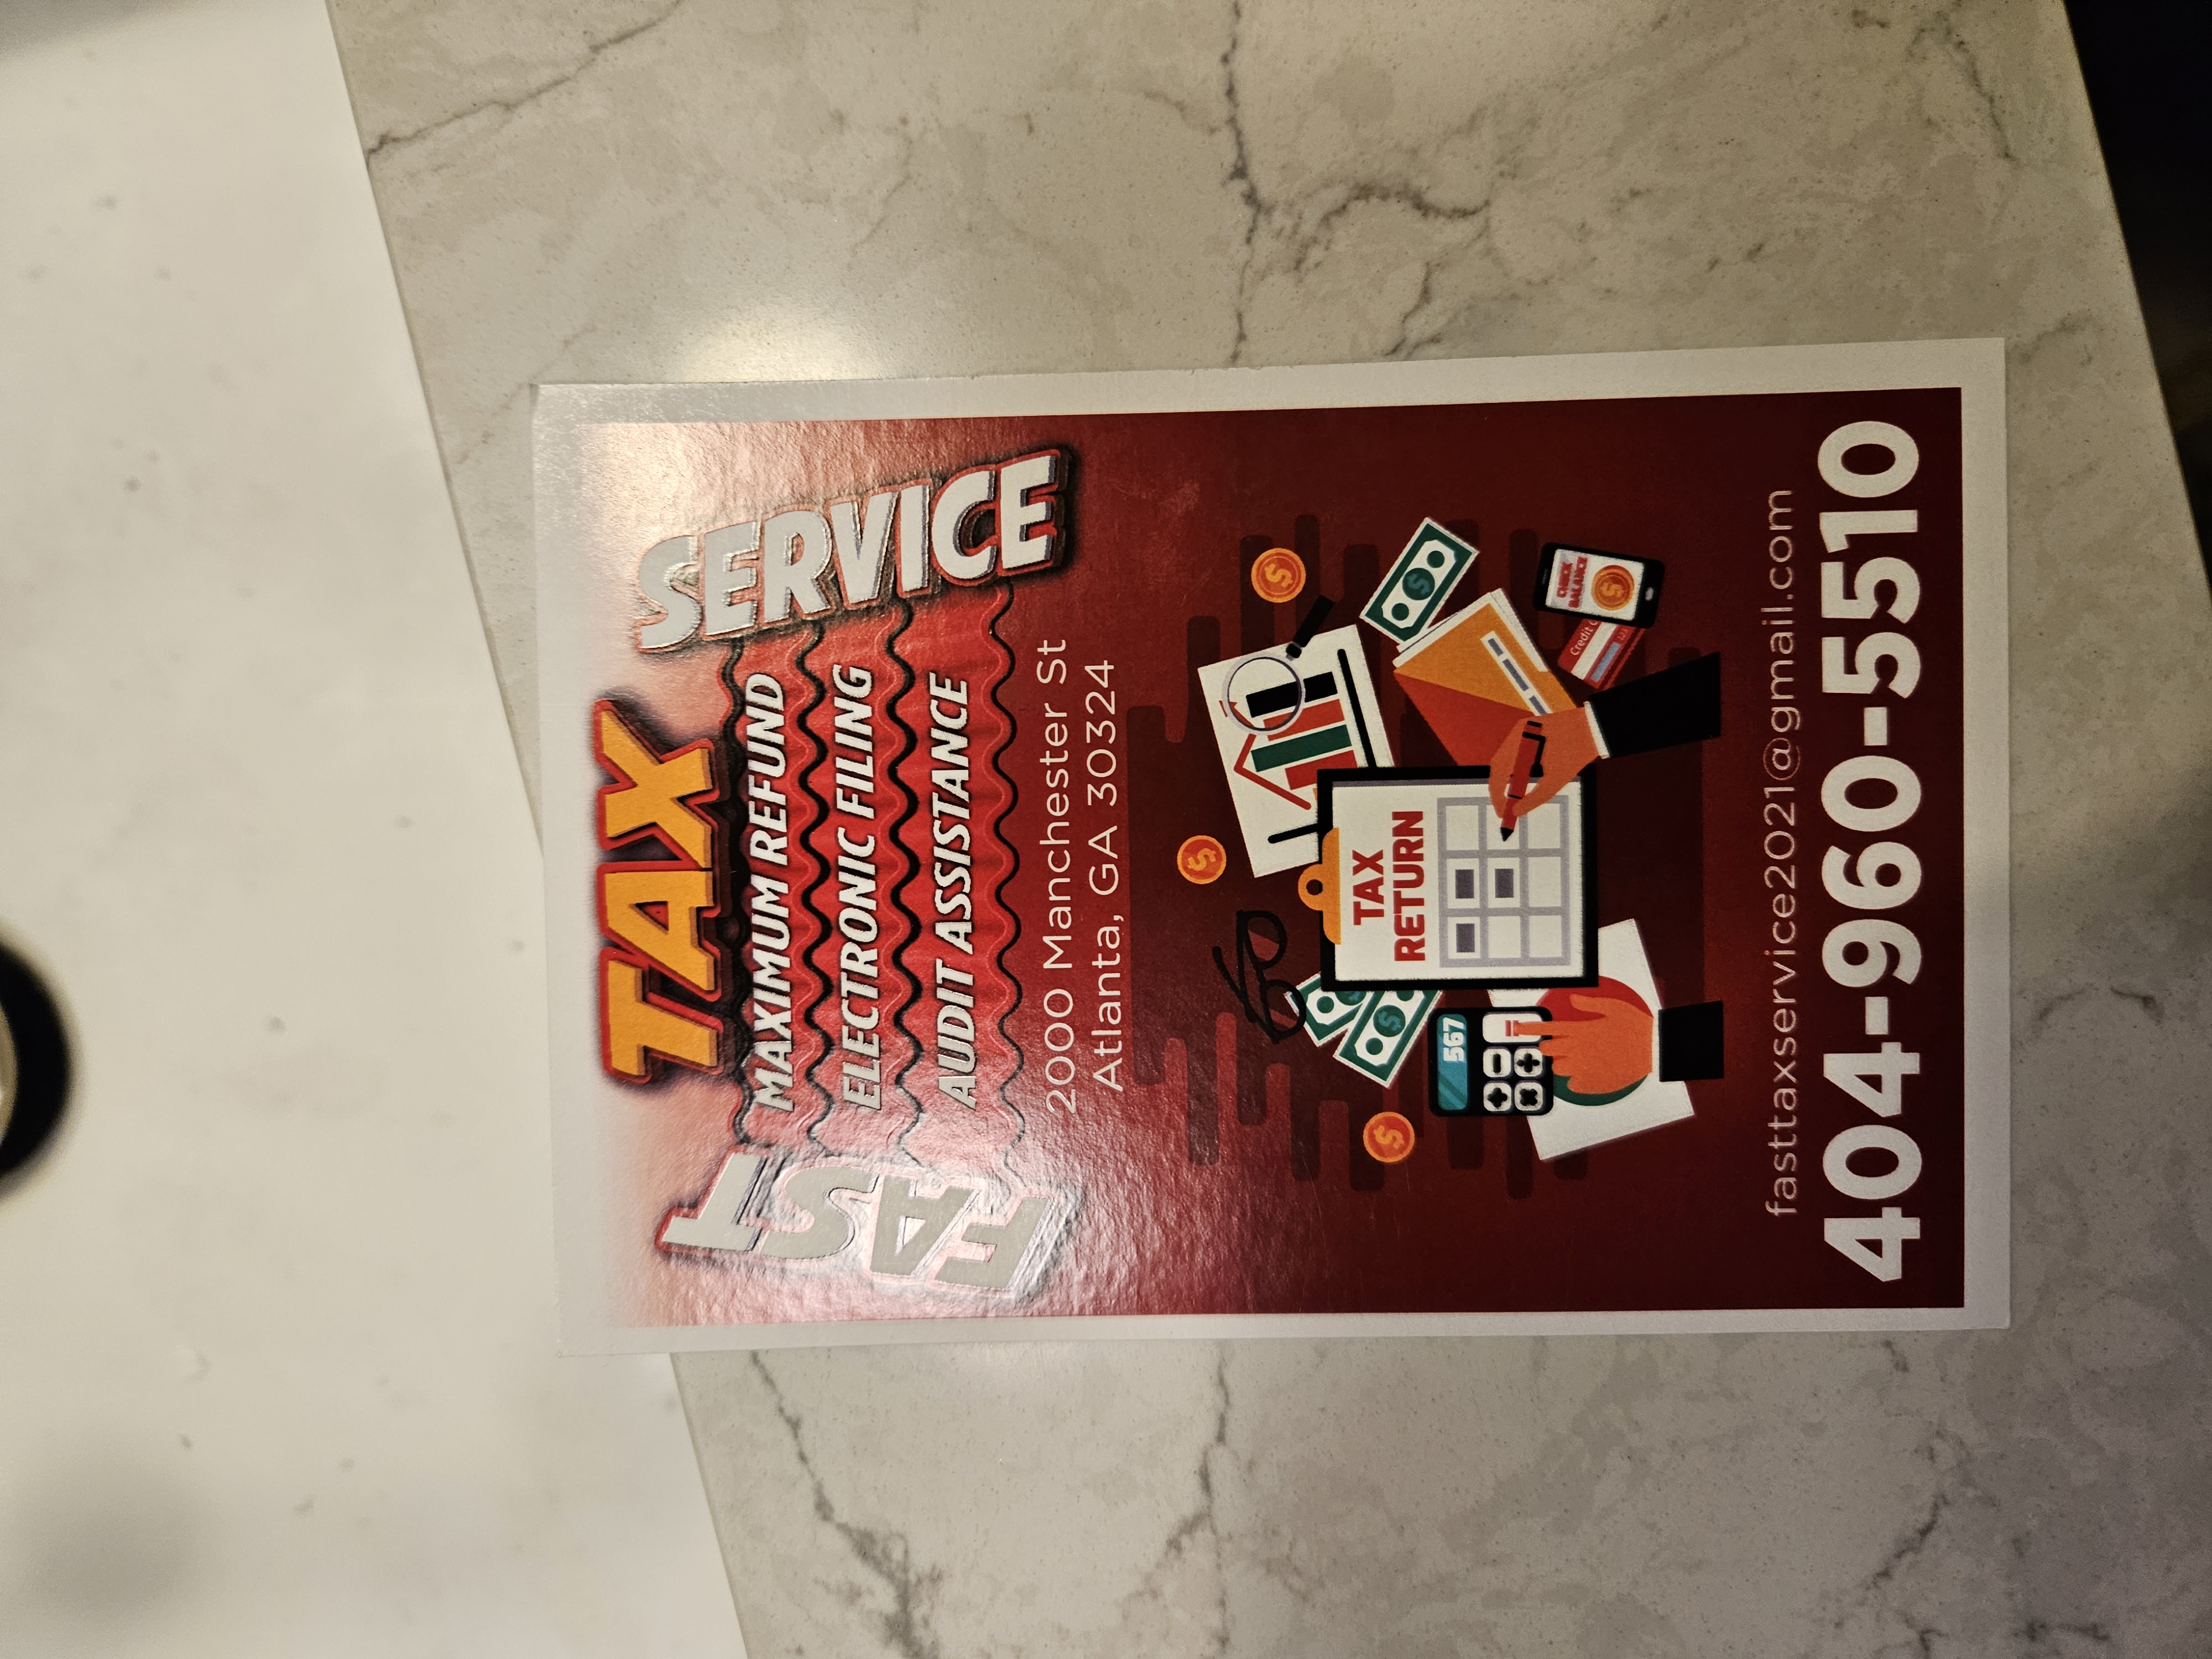 FAST
TAX
SERVICE
MAXIMUM REFUND
ELECTRONIC FILING
AUDIT ASSISTANCE
2000 Manchester St
Atlanta, GA 30324
TAX
RETURN
567
Credit
CHECK
BALANCE
fasttaxservice2021@gmail.com
404-960-5510